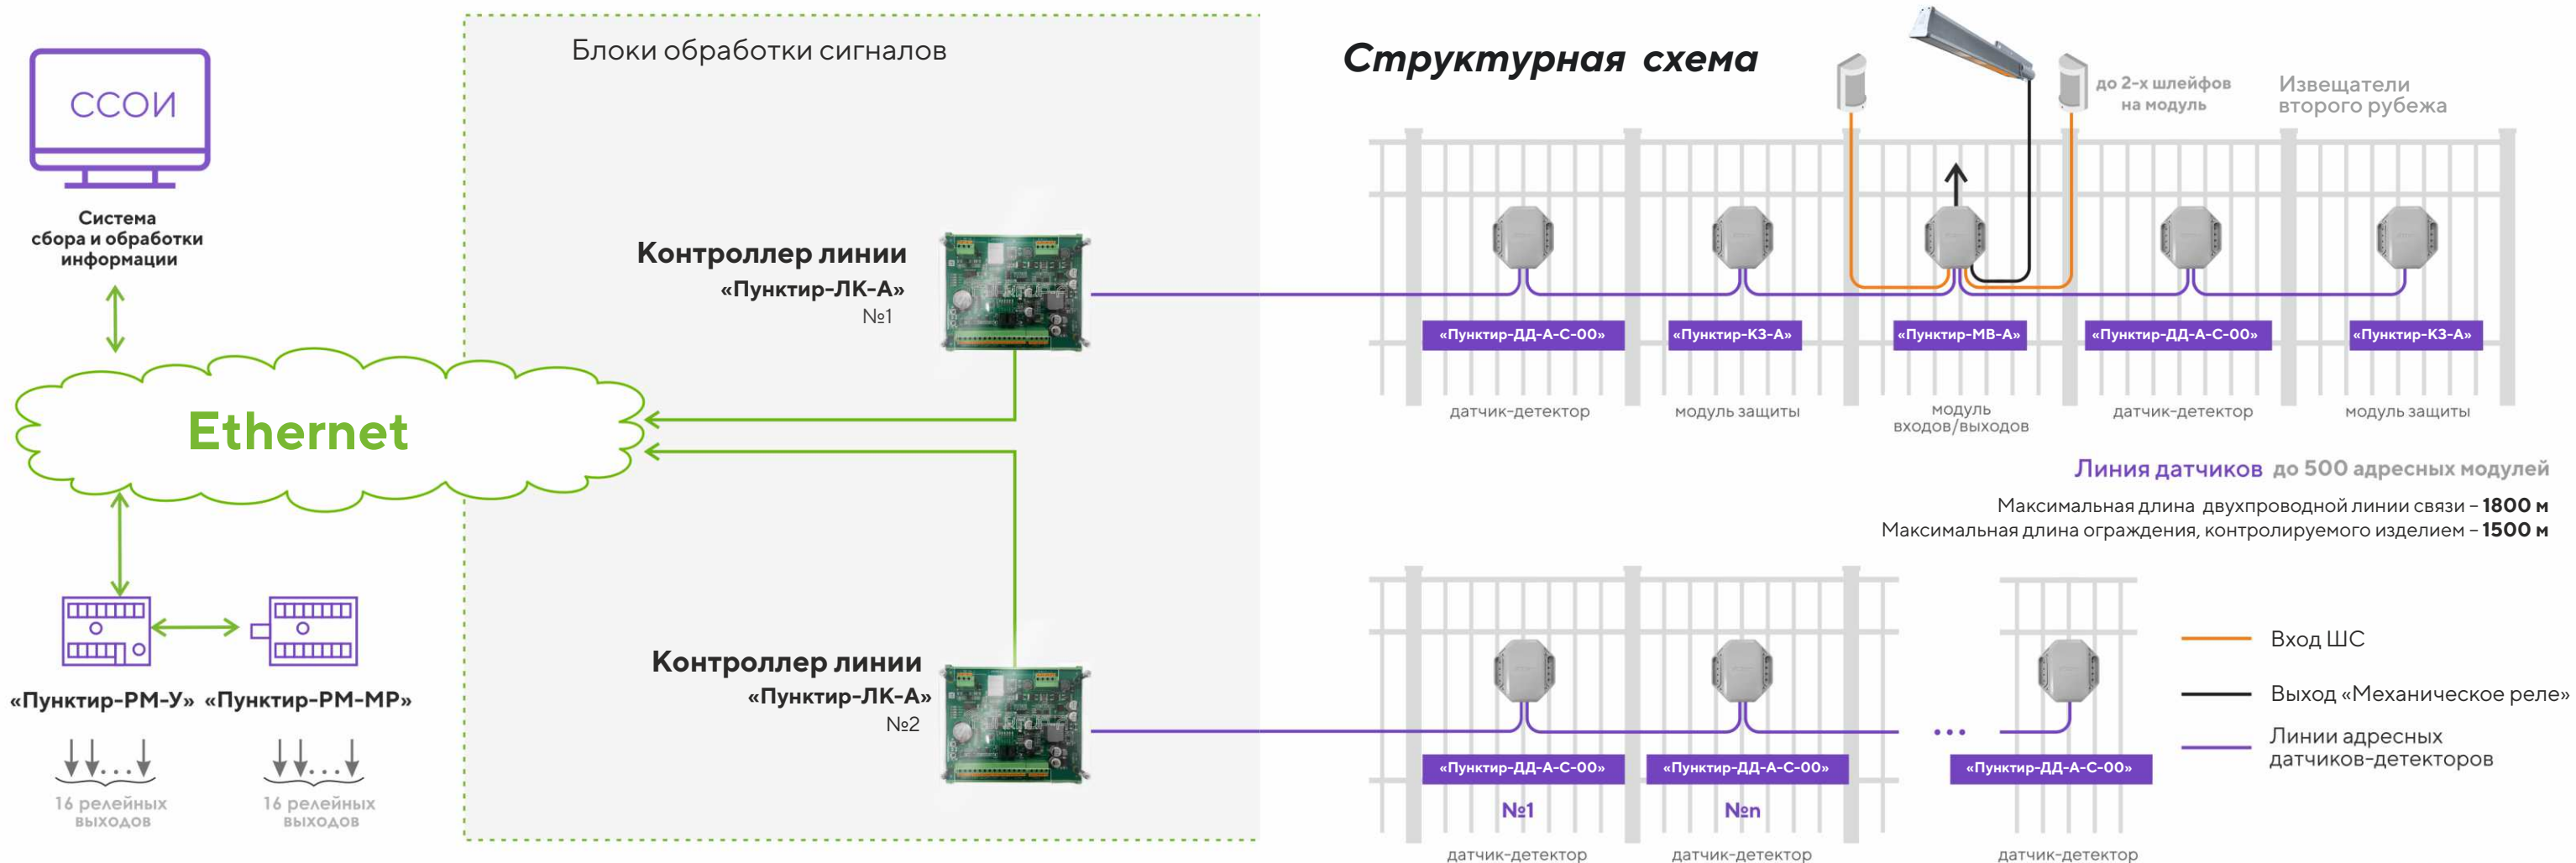 Блоки обработки сигналов
Структурная схема
ССОИ
Система
сбора и обработки
информации
Ethernet
«Пунктир-РМ-У» «Пунктир-РМ-МР»
16 релейных
выходов
16 релейных
выходов
Контроллер линии
«Пунктир-ЛК-А»
№1
Контроллер линии
«Пунктир-ЛК-А»
№2
до 2-х шлейфов
на модуль
Извещатели
второго рубежа
«Пунктир-ДД-А-С-00»
«Пунктир-КЗ-А»
«Пунктир-МВ-А»
«Пунктир-ДД-А-С-00»
«Пунктир-КЗ-А»
датчик-детектор
модуль защиты
модуль
входов/выходов
датчик-детектор
модуль защиты
Линия датчиков до 500 адресных модулей
Максимальная длина двухпроводной линии связи – 1800 м
Максимальная длина ограждения, контролируемого изделием – 1500 м
«Пунктир-ДД-А-С-00»
«Пунктир-ДД-А-С-00»
...
«Пунктир-ДД-А-С-00»
№1
№n
датчик-детектор
датчик-детектор
датчик-детектор
Вход ШС
Выход «Механическое реле»
Линии адресных
датчиков-детекторов